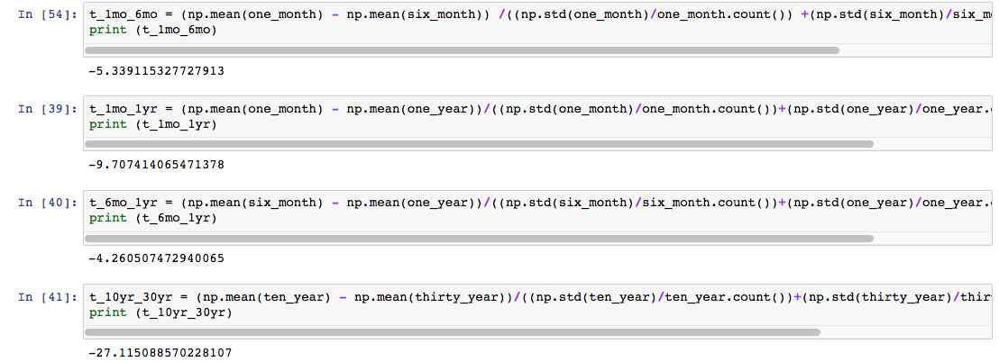 In [54]: t_1mo_6mo = (np.mean(one_month) - np.mean(six_month)) /((np.std(one_month)/one_month.count()) +(np.std(six_month)/six_m
print (t_1mo_6mo)
-5.339115327727913
In [39]: t_1mo_1yr = (np.mean(one_month) - np.mean(one_year))/((np.std(one_month)/one_month.count())+(np.std(one_year)/one_year.
print (t_1mo_1yr)
-9.707414065471378
In [40]: t_6mo_1yr = (np.mean(six_month) - np.mean(one_year))/((np.std(six_month)/six_month.count())+(np.std(one_year)/one_year.
print (t_6mo_1yr)
-4.260507472940065
In [41]: t_10yr_30yr = (np.mean(ten_year) - np.mean(thirty_year))/((np.std(ten_year)/ten_year.count())+(np.std(thirty_year)/thir
print (t_10yr_30yr)
-27.115088570228107